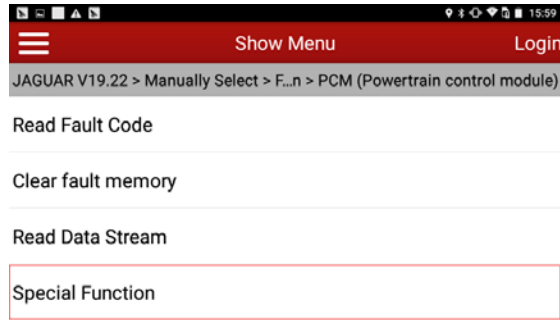 15:59
Show Menu Login
JAGUAR V19.22 > Manually Select > F...n > PCM (Powertrain control module)
Read Fault Code
Clear fault memory
Read Data Stream
Special Function